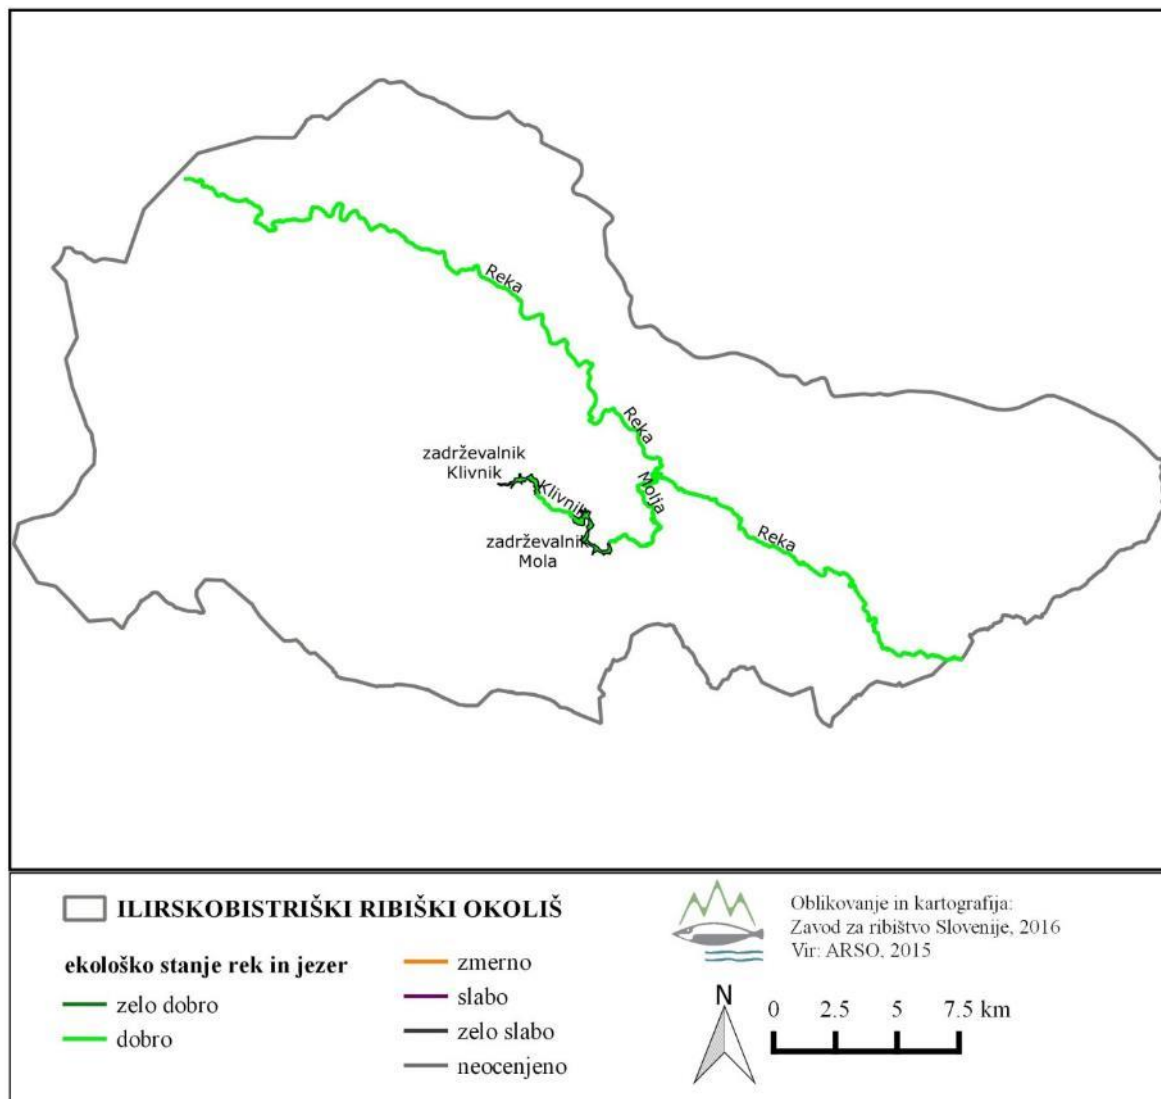 Reka
Reka
zadrževalnik
Klivnik
Klivnik
Molja
Reka
zadrževalnik
Mola
ILIRSKOBISTRIŠKI RIBIŠKI OKOLIŠ
ekološko stanje rek in jezer
zelo dobro
dobro
zmerno
slabo
zelo slabo
neocenjeno
Oblikovanje in kartografija:
Zavod za ribištvo Slovenije, 2016
Vir: ARSO, 2015
N
0 2.5 5 7.5 km